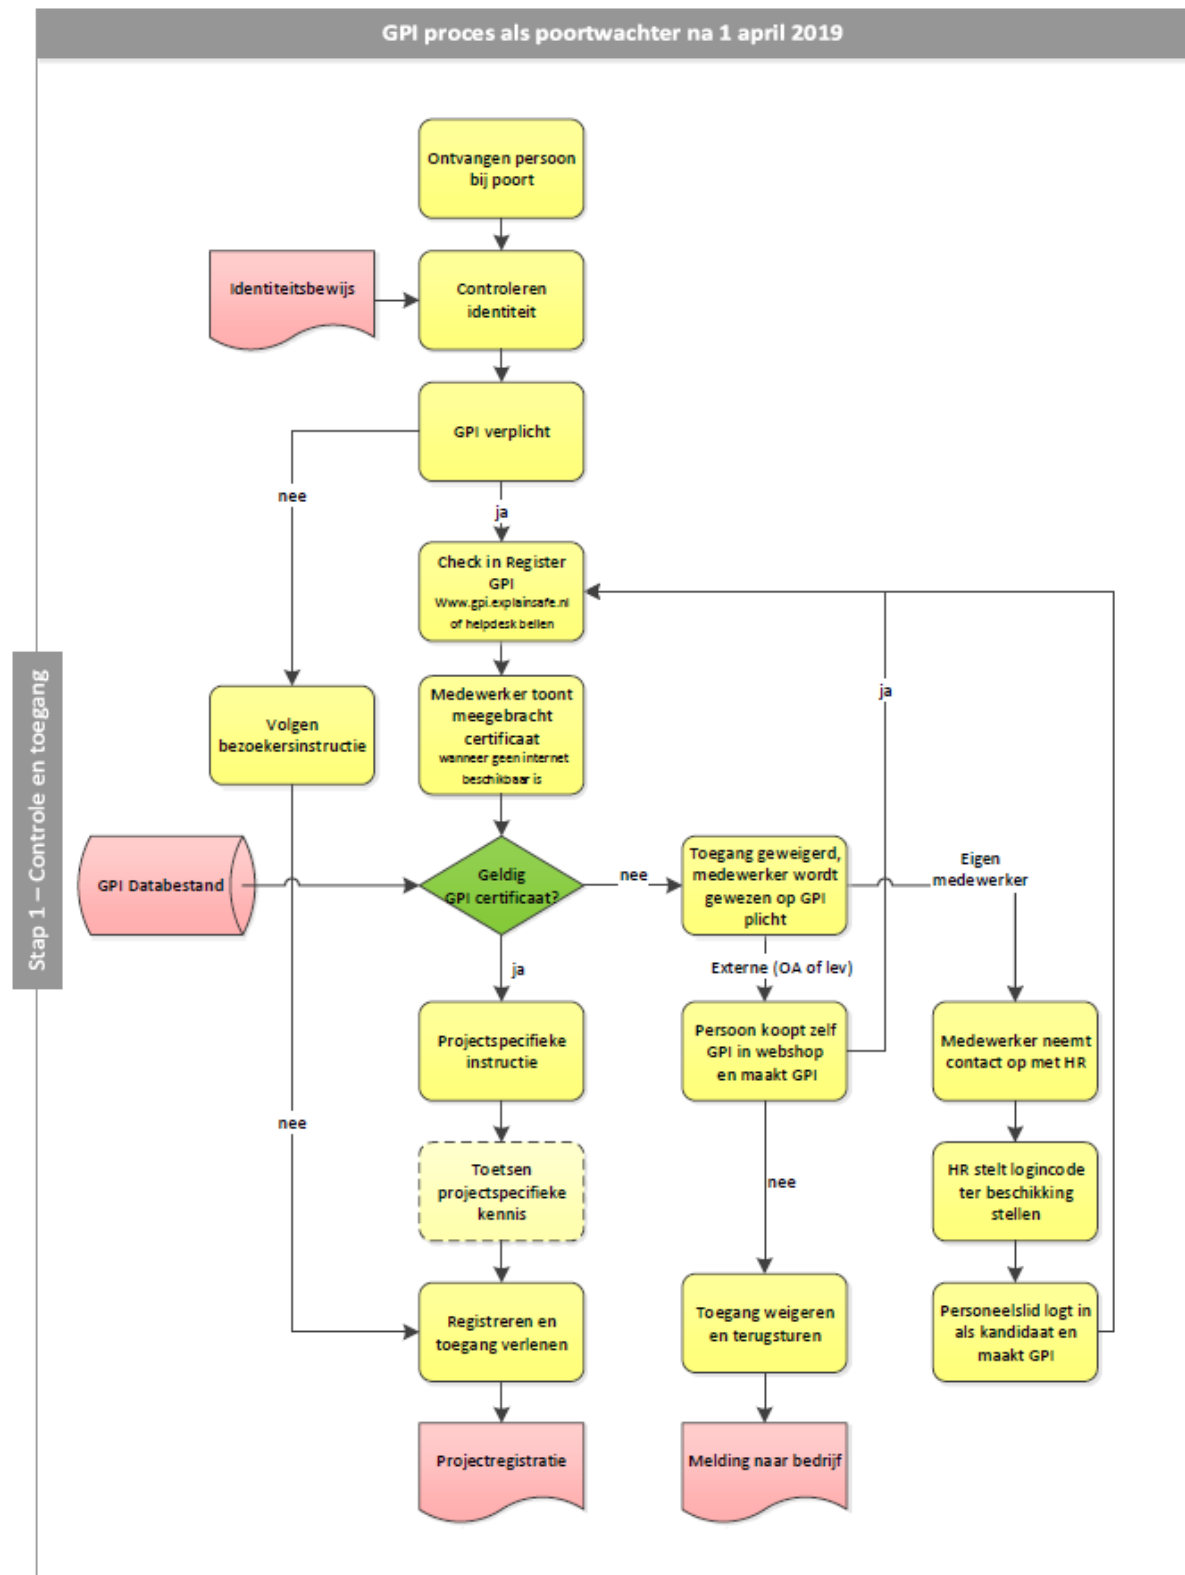 GPI proces als poortwachter na 1 april 2019
Stap 1 – Controle en toegang
Ontvangen persoon
bij poort
Identiteitsbewijs
Controleren
identiteit
GPI verplicht
nee
ja
Check in Register
GPI
Www.gpi.explainsafe.nl
of helpdesk bellen
ja
Volgen
bezoekersinstructie
Medewerker toont
meegebracht
certificaat
wanneer geen internet
beschikbaar is
GPI Databestand
Geldig
GPI certificaat?
nee
Toegang geweigerd,
medewerker wordt
gewezen op GPI
plicht
Eigen
medewerker
ja
Externe (OA of lev)
Projectspecifieke
instructie
Persoon koopt zelf
GPI in webshop
en maakt GPI
Medewerker neemt
contact op met HR
nee
Toetsen
projectspecifieke
kennis
nee
HR stelt logincode
ter beschikking
stellen
Registreren en
toegang verlenen
Toegang weigeren
en terugsturen
Personeelslid logt in
als kandidaat en
maakt GPI
Projectregistratie
Melding naar bedrijf